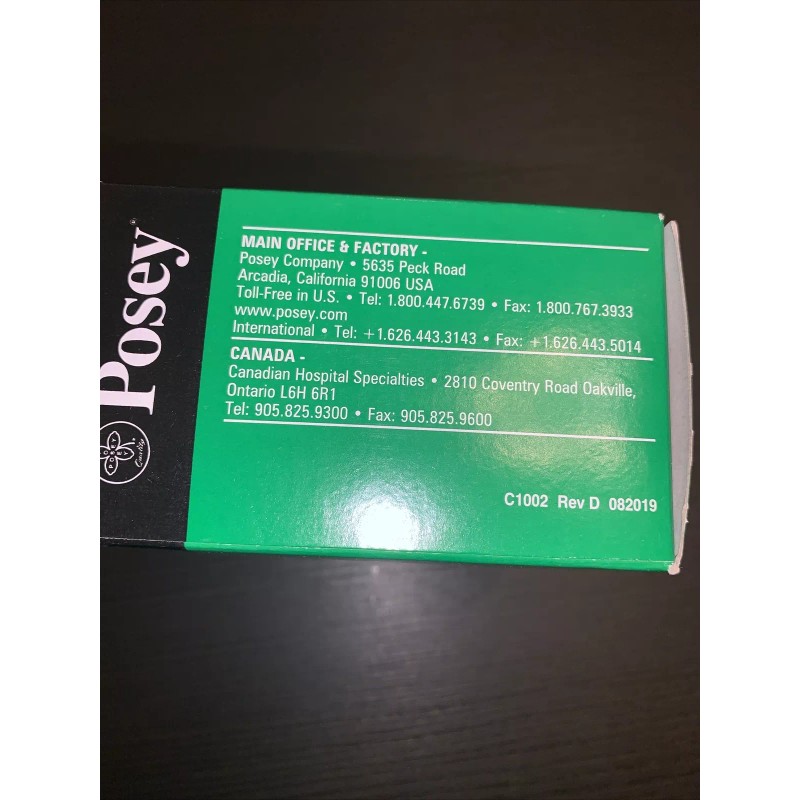 Posey®
POSEY
Quality
MAIN OFFICE & FACTORY -
Posey Company • 5635 Peck Road
Arcadia, California 91006 USA
Toll-Free in U.S. • Tel: 1.800.447.6739 • Fax: 1.800.767.3933
www.posey.com
International • Tel: +1.626.443.3143 • Fax: +1.626.443.5014
CANADA -
Canadian Hospital Specialties • 2810 Coventry Road Oakville,
Ontario L6H 6R1
Tel: 905.825.9300 • Fax: 905.825.9600
C1002 Rev D 082019